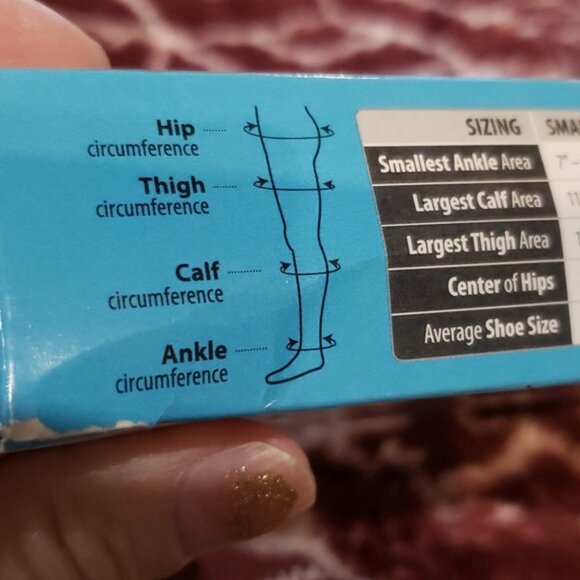 Hip
circumference
Thigh
circumference
Calf
circumference
Ankle
circumference
SIZING
Smallest Ankle Area 7" –
Largest Calf Area
Largest Thigh Area
Center of Hips
Average Shoe Size